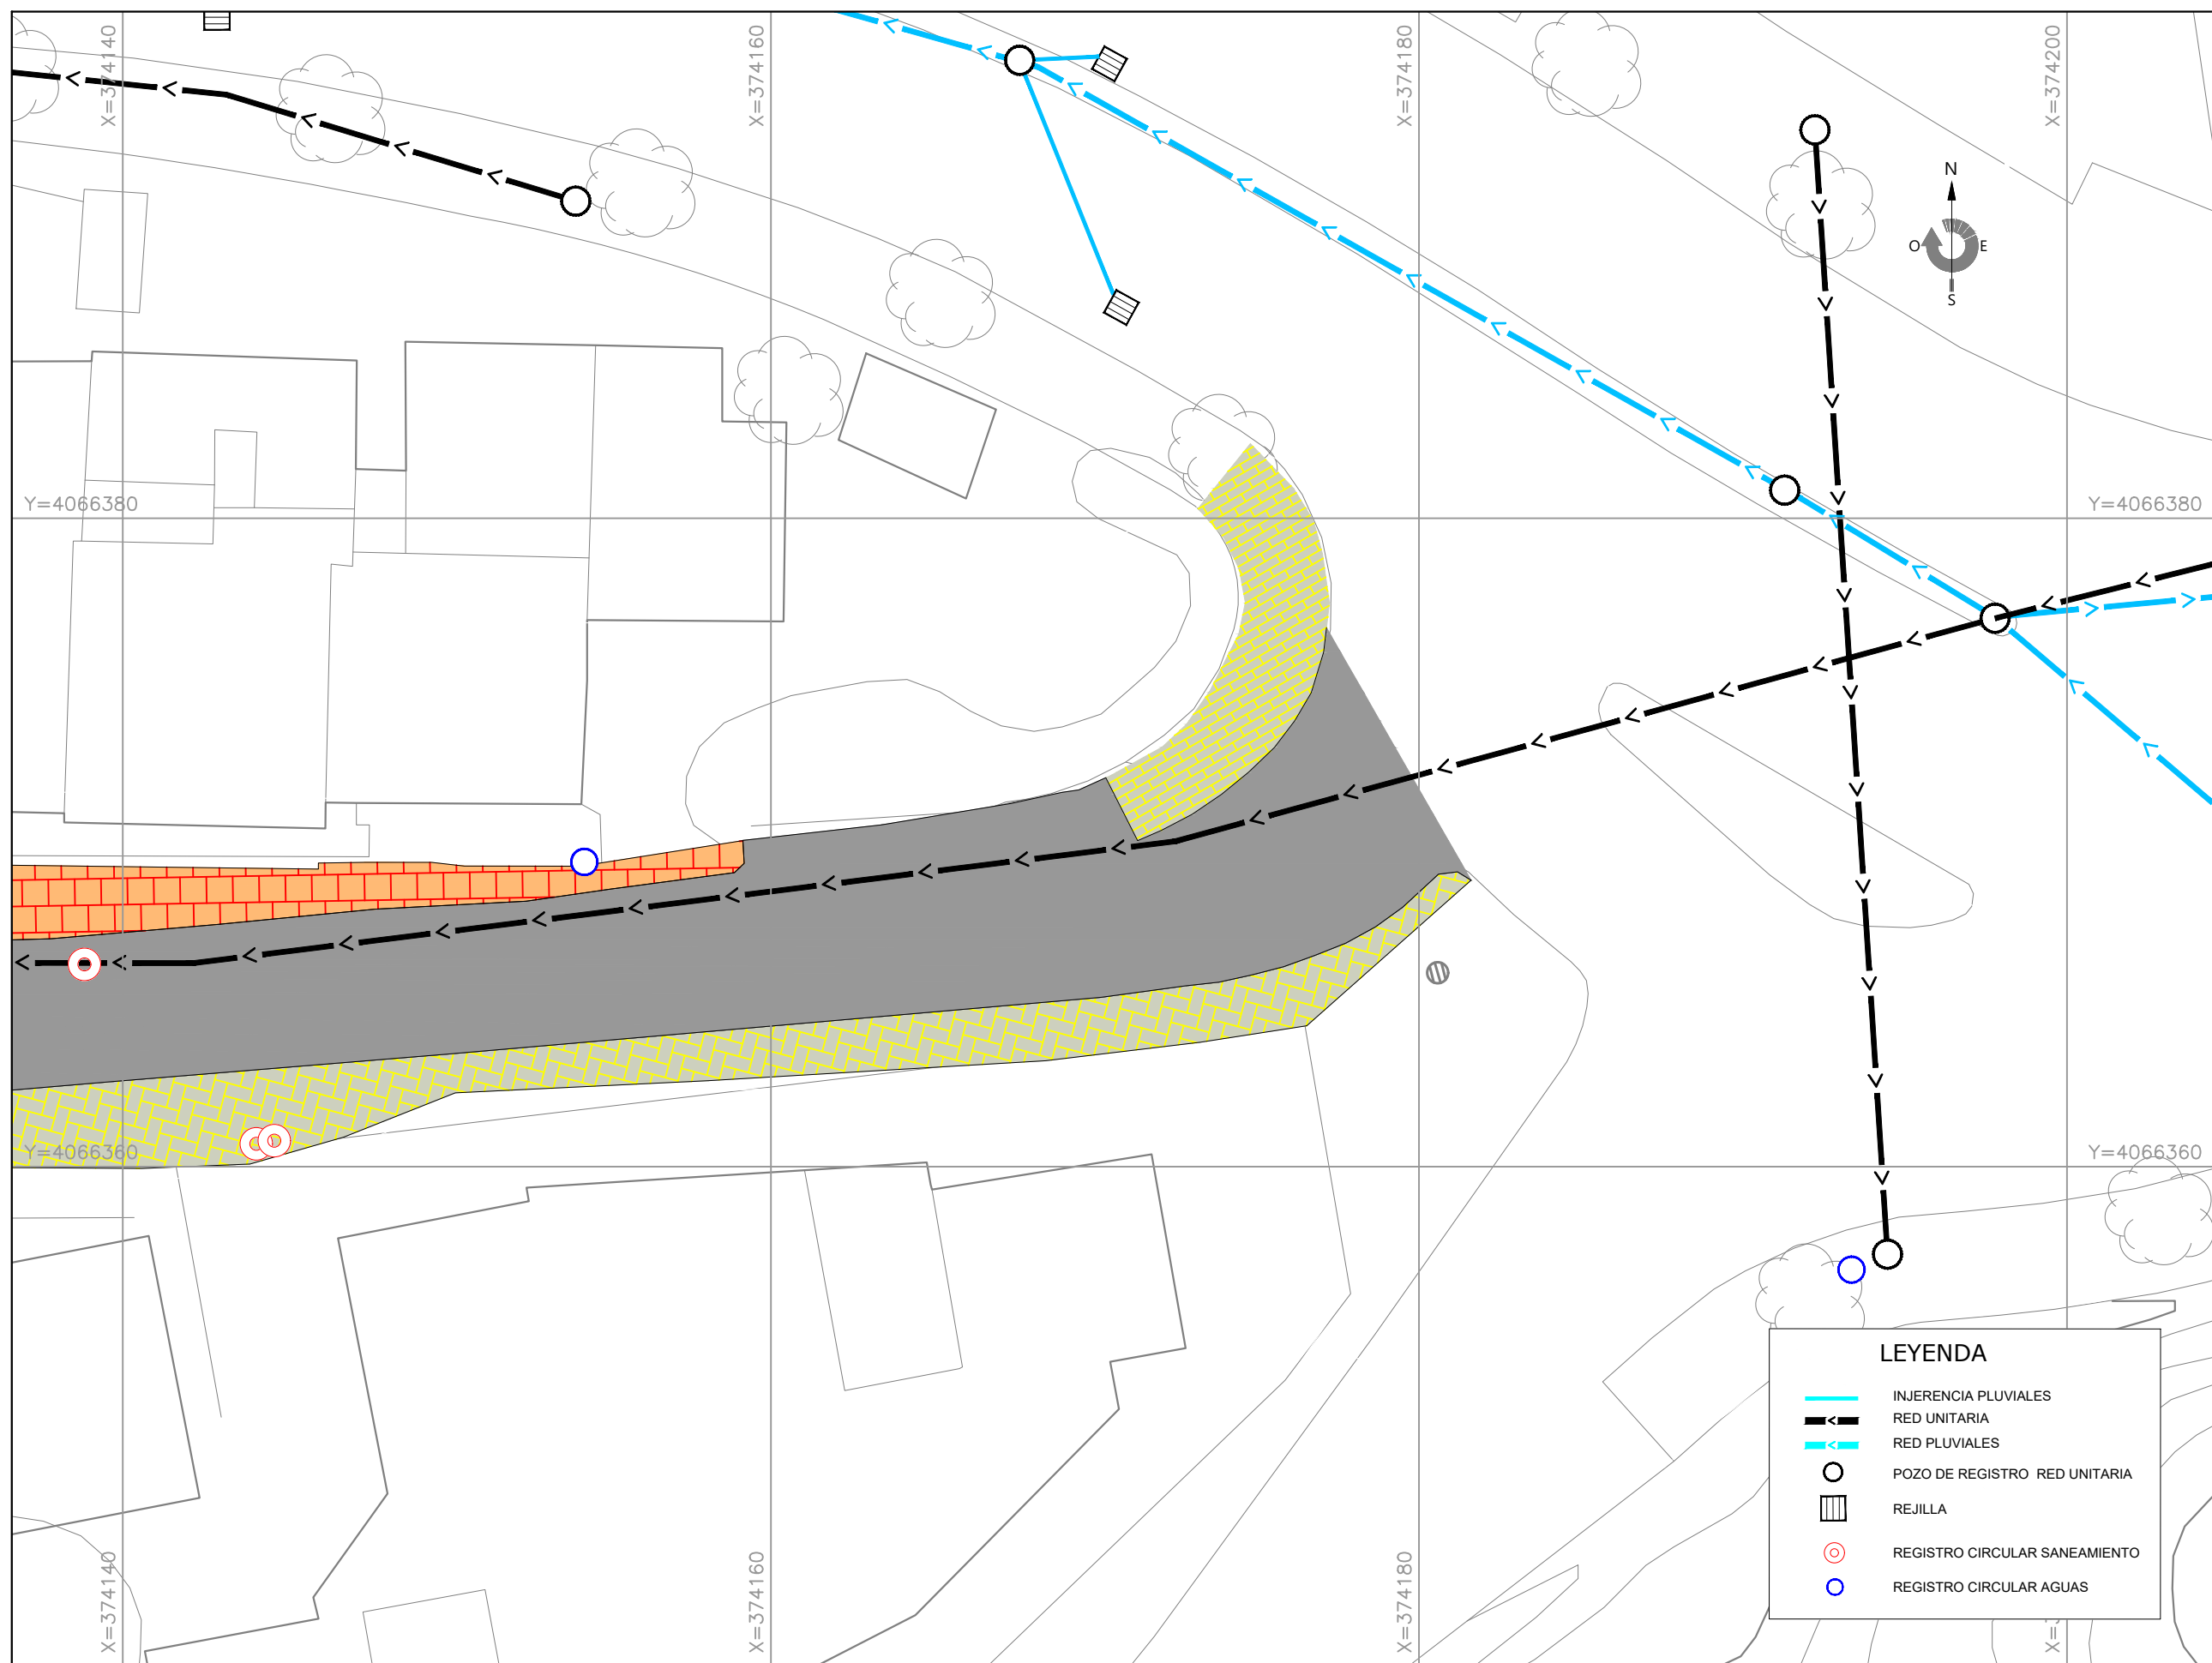 X=374140
X=374160
X=374180
X=374200
N
O
E
S
Y=4066380
Y=4066380
Y=4066360
Y=4066360
LEYENDA
INJERENCIA PLUVIALES
RED UNITARIA
RED PLUVIALES
POZO DE REGISTRO RED UNITARIA
REJILLA
REGISTRO CIRCULAR SANEAMIENTO
REGISTRO CIRCULAR AGUAS
X=374140
X=374160
X=374180